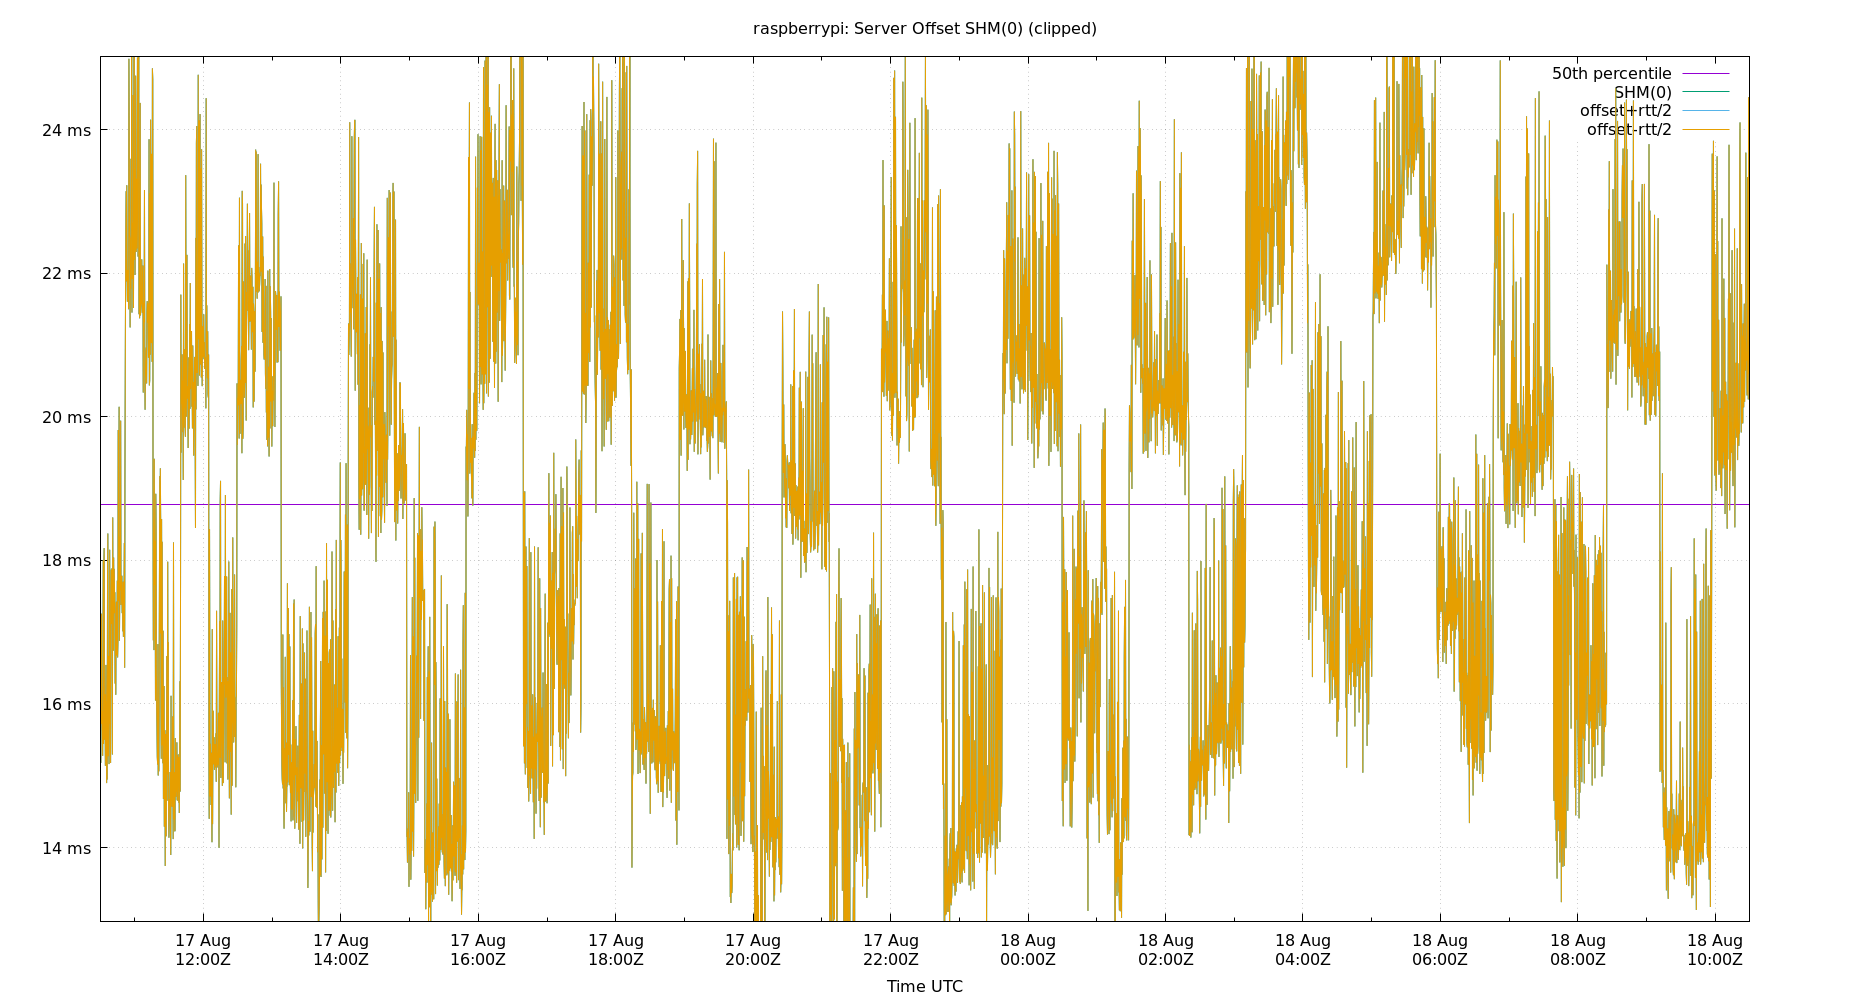 raspberrypi: Server Offset SHM(0) (clipped)
50th percentile
SHM(0)
offset+rtt/2
offset-rtt/2
24 ms
22 ms
20 ms
18 ms
16 ms
14 ms
17 Aug 17 Aug 17 Aug 17 Aug 17 Aug 17 Aug 18 Aug 18 Aug 18 Aug 18 Aug 18 Aug 18 Aug
12:00Z 14:00Z 16:00Z 18:00Z 20:00Z 22:00Z 00:00Z 02:00Z 04:00Z 06:00Z 08:00Z 10:00Z
Time UTC